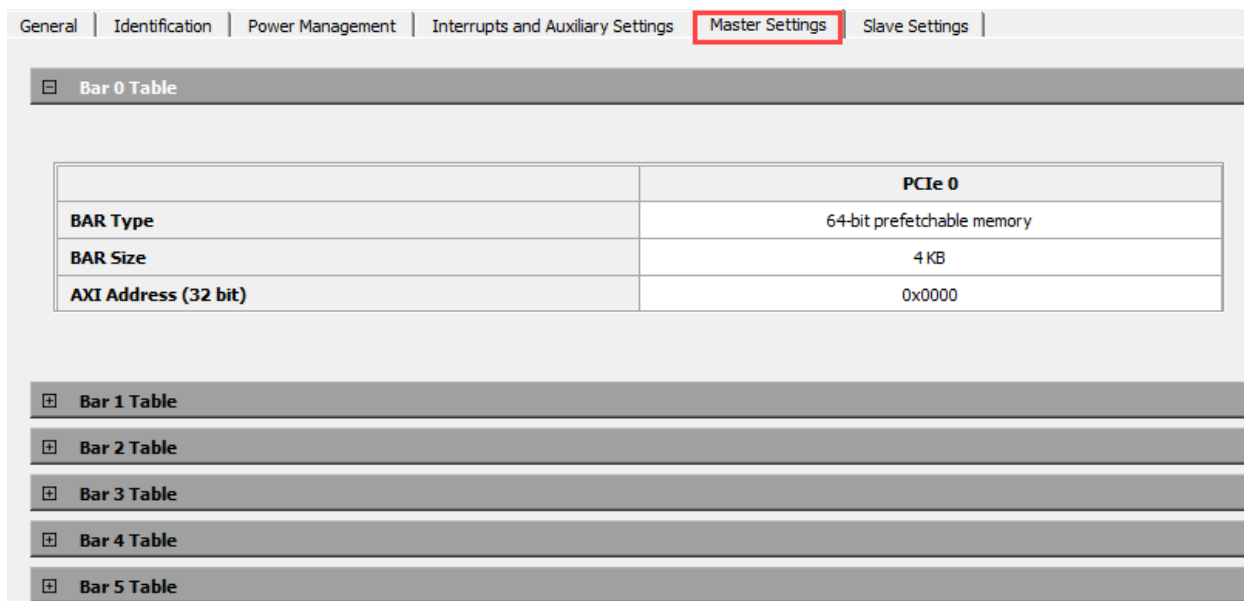 General Identification Power Management Interrupts and Auxiliary Settings Master Settings Slave Settings
Bar 0 Table
PCIe 0
BAR Type 64-bit prefetchable memory
BAR Size 4 KB
AXI Address (32 bit) 0x0000
Bar 1 Table
Bar 2 Table
Bar 3 Table
Bar 4 Table
Bar 5 Table